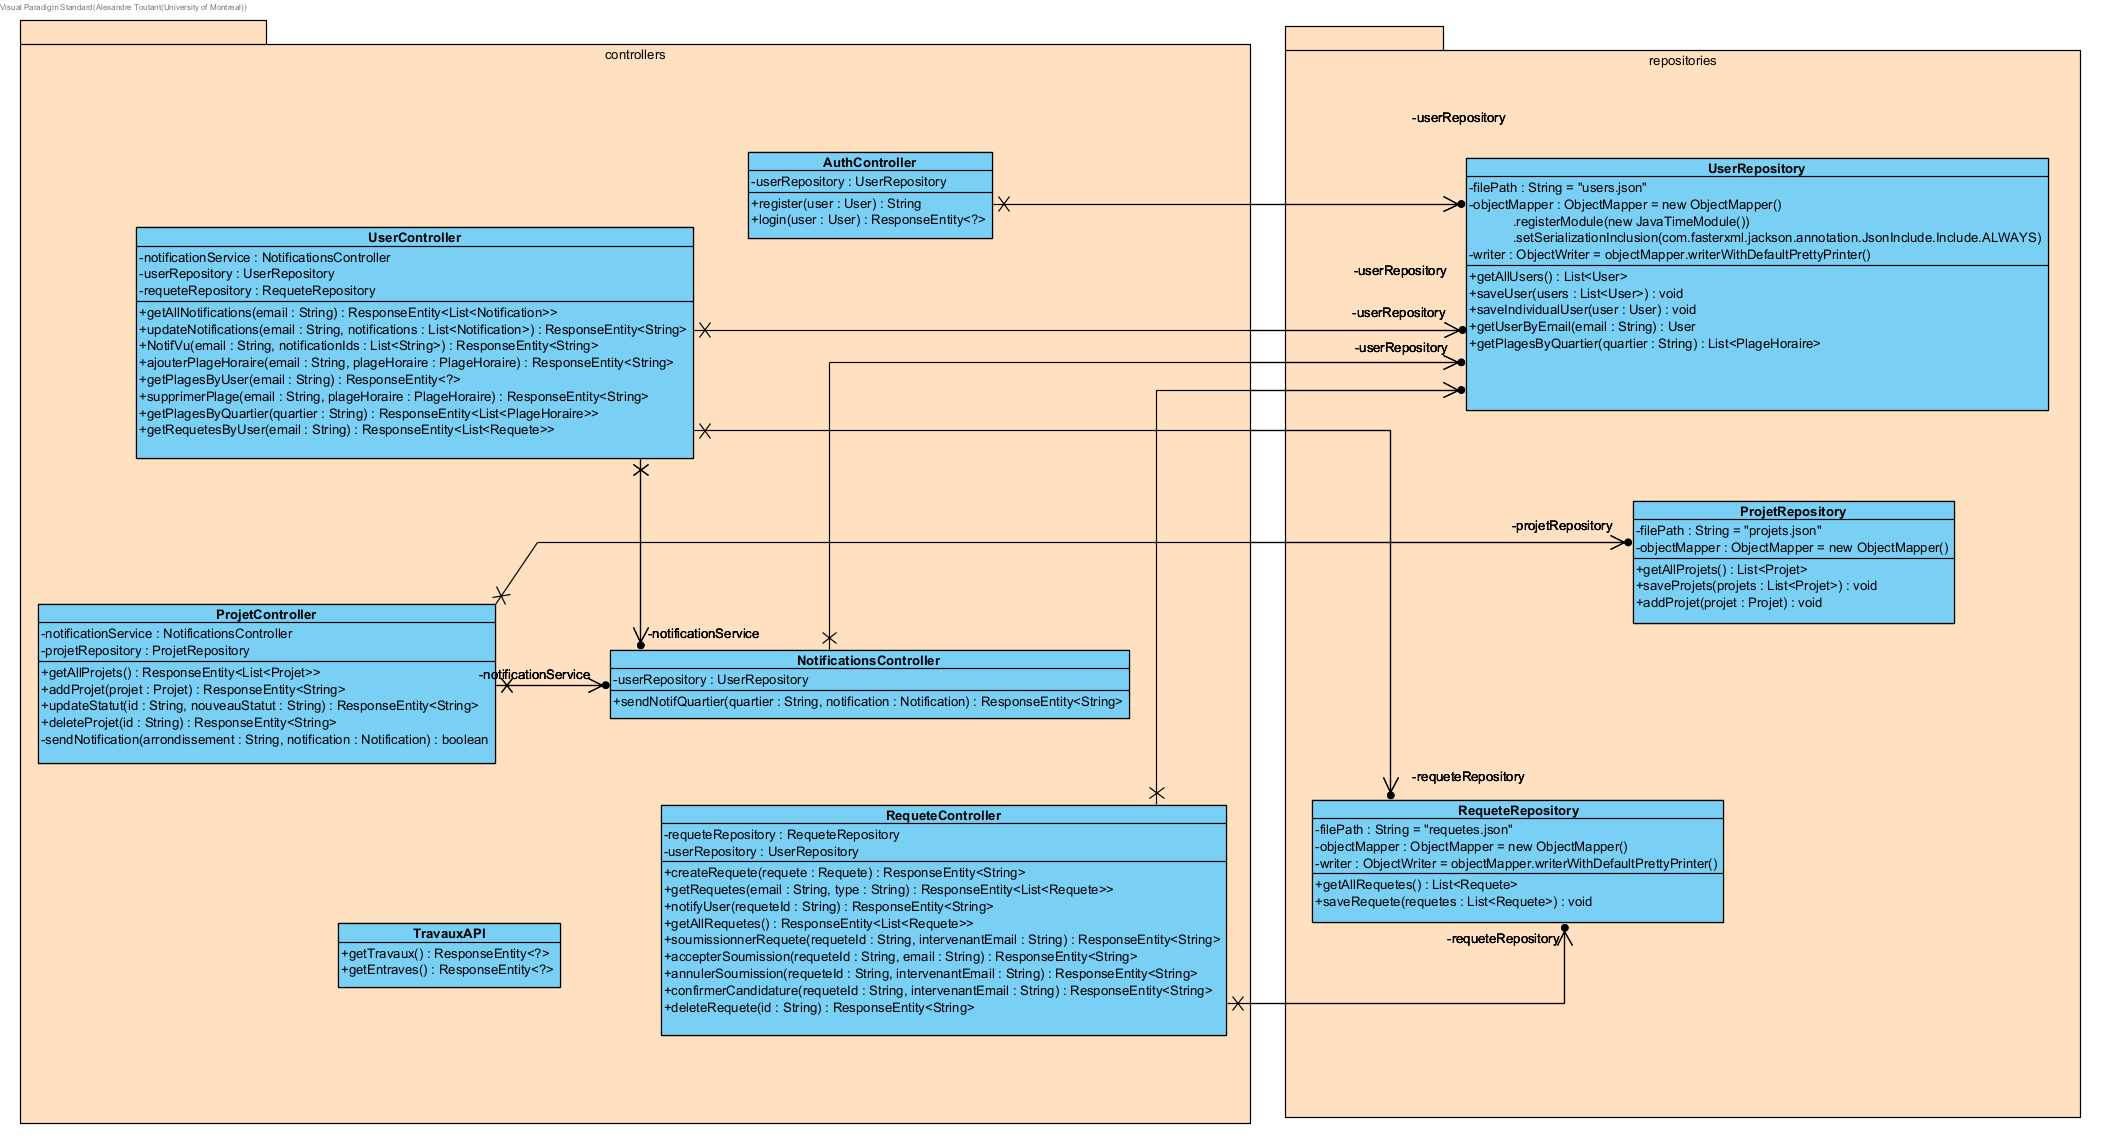 Visual Paradigm Standard(Alexandre Toutant(University of Montreal))
controllers
AuthController
-userRepository : UserRepository
+register(user : User) : String
+login(user : User) : ResponseEntity<?>
UserController
-notificationService : NotificationsController
-userRepository : UserRepository
-requeteRepository : RequeteRepository
+getAllNotifications(email : String) : ResponseEntity<List<Notification>>
+updateNotifications(email : String, notifications : List<Notification>) : ResponseEntity<String>
+NotifVu(email : String, notificationIds : List<String>) : ResponseEntity<String>
+ajouterPlageHoraire(email : String, plageHoraire : PlageHoraire) : ResponseEntity<String>
+getPlagesByUser(email : String) : ResponseEntity<?>
+supprimerPlage(email : String, plageHoraire : PlageHoraire) : ResponseEntity<String>
+getPlagesByQuartier(quartier : String) : ResponseEntity<List<PlageHoraire>>
+getRequetesByUser(email : String) : ResponseEntity<List<Requete>>
ProjetController
-notificationService : NotificationsController
-projetRepository : ProjetRepository
+getAllProjets() : ResponseEntity<List<Projet>>
+addProjet(projet : Projet) : ResponseEntity<String>
+updateStatut(id : String, nouveauStatut : String) : ResponseEntity<String>
+deleteProjet(id : String) : ResponseEntity<String>
-sendNotification(arrondissement : String, notification : Notification) : boolean
-notificationService
-notificationService
NotificationsController
-userRepository : UserRepository
+sendNotifQuartier(quartier : String, notification : Notification) : ResponseEntity<String>
RequeteController
-requeteRepository : RequeteRepository
-userRepository : UserRepository
+createRequete(requete : Requete) : ResponseEntity<String>
+getRequetes(email : String, type : String) : ResponseEntity<List<Requete>>
+notifyUser(requeteId : String) : ResponseEntity<String>
+getAllRequetes() : ResponseEntity<List<Requete>>
+soumissionnerRequete(requeteId : String, intervenantEmail : String) : ResponseEntity<String>
+accepterSoumission(requeteId : String, email : String) : ResponseEntity<String>
+annulerSoumission(requeteId : String, intervenantEmail : String) : ResponseEntity<String>
+confirmerCandidature(requeteId : String, intervenantEmail : String) : ResponseEntity<String>
+deleteRequete(id : String) : ResponseEntity<String>
TravauxAPI
+getTravaux() : ResponseEntity<?>
+getEntraves() : ResponseEntity<?>
repositories
-userRepository
-userRepository
-userRepository
-userRepository
UserRepository
-filePath : String = "users.json"
-objectMapper : ObjectMapper = new ObjectMapper()
.registerModule(new JavaTimeModule())
.setSerializationInclusion(com.fasterxml.jackson.annotation.JsonInclude.Include.ALWAYS)
-writer : ObjectWriter = objectMapper.writerWithDefaultPrettyPrinter()
+getAllUsers() : List<User>
+saveUser(users : List<User>) : void
+saveIndividualUser(user : User) : void
+getUserByEmail(email : String) : User
+getPlagesByQuartier(quartier : String) : List<PlageHoraire>
-projetRepository
ProjetRepository
-filePath : String = "projets.json"
-objectMapper : ObjectMapper = new ObjectMapper()
+getAllProjets() : List<Projet>
+saveProjets(projets : List<Projet>) : void
+addProjet(projet : Projet) : void
-requeteRepository
RequeteRepository
-filePath : String = "requetes.json"
-objectMapper : ObjectMapper = new ObjectMapper()
-writer : ObjectWriter = objectMapper.writerWithDefaultPrettyPrinter()
+getAllRequetes() : List<Requete>
+saveRequete(requetes : List<Requete>) : void
-requeteRepository